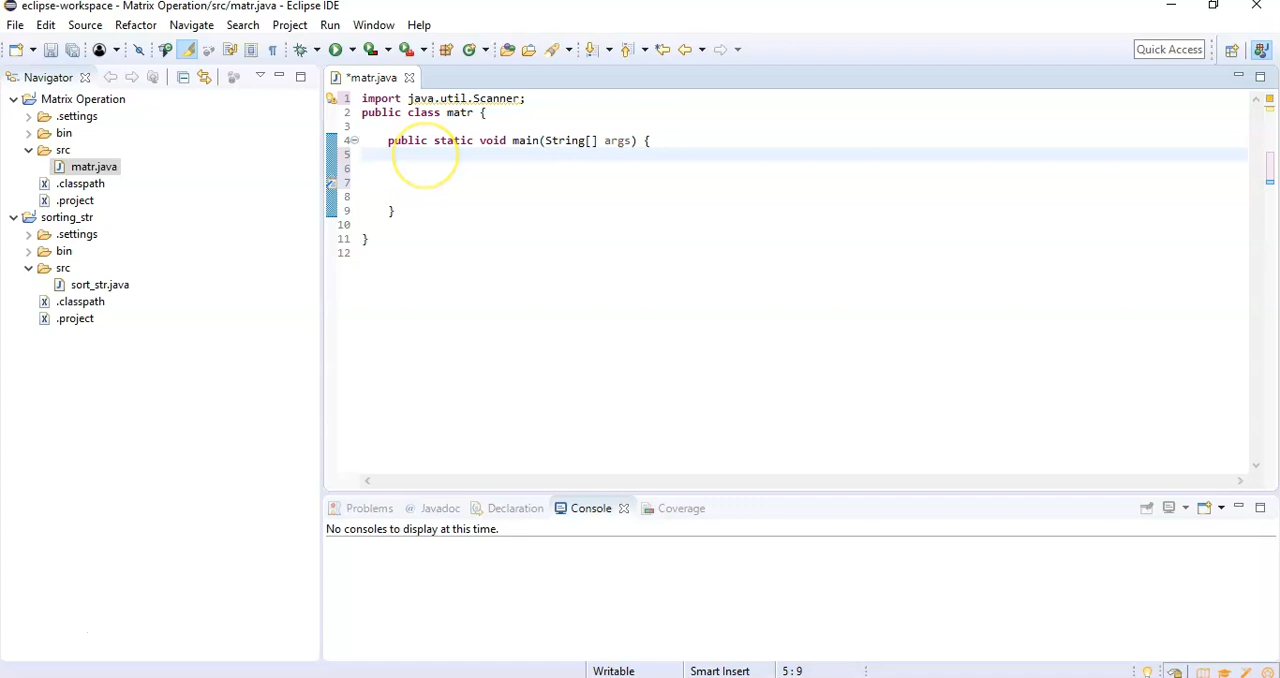 eclipse-workspace - Matrix Operation/src/matr.java - Eclipse IDE
File Edit Source Refactor Navigate Search Project Run Window Help
Quick Access
Navigator
*matr.java
Matrix Operation
.settings
bin
src
matr.java
.classpath
.project
sorting_str
.settings
bin
src
sort_str.java
.classpath
.project
1 import java.util.Scanner;
2 public class matr {
3
4 public static void main(String[] args) {
5
6
7
8
9 }
10
11 }
12
Problems @ Javadoc Declaration Console Coverage
No consoles to display at this time.
Writable Smart Insert 5 : 9